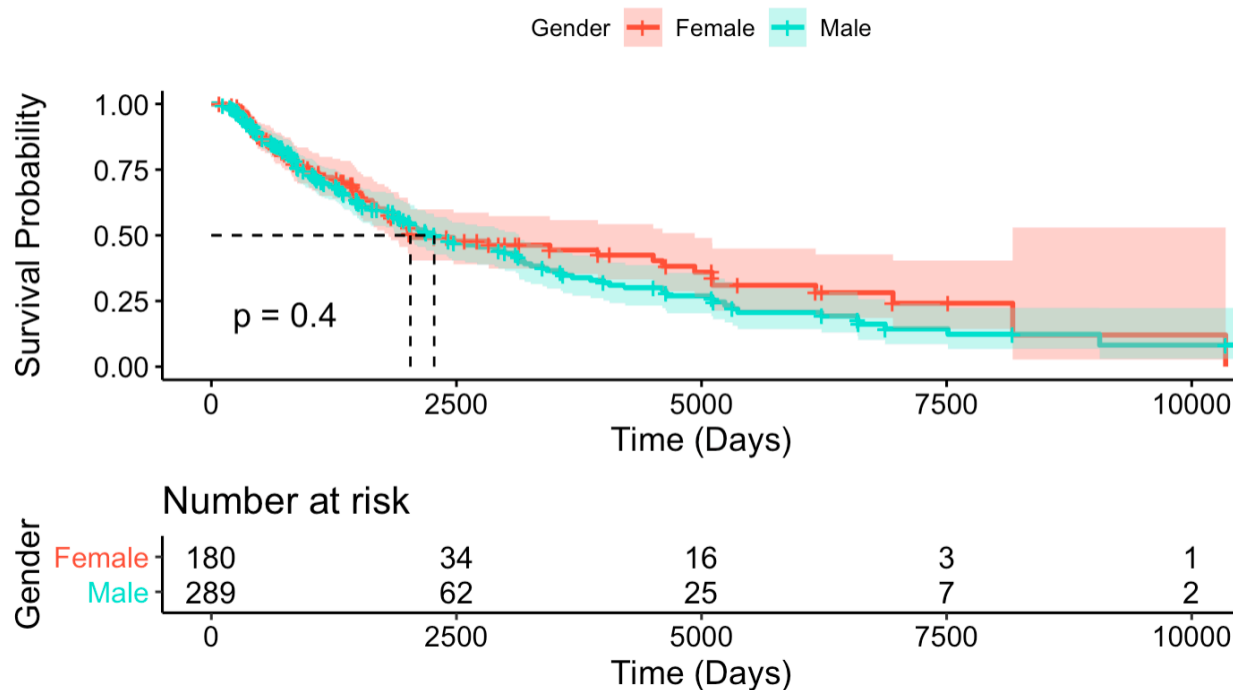 Gender Female Male
Survival Probability
1.00
0.75
0.50
0.25
0.00
p = 0.4
0 2500 5000 7500 10000
Time (Days)
Number at risk
Gender
Female 180 34 16 3 1
Male 289 62 25 7 2
0 2500 5000 7500 10000
Time (Days)